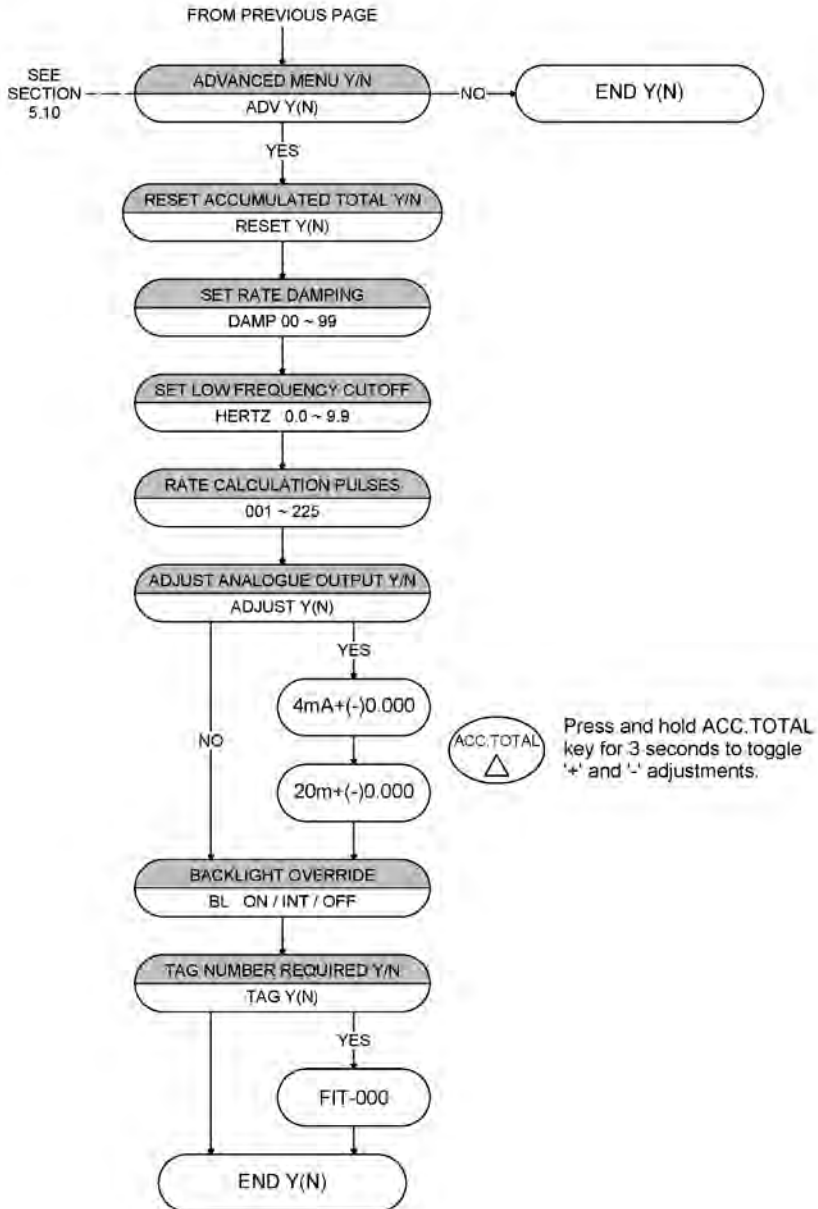 FROM PREVIOUS PAGE
SEE
SECTION
5.10
ADVANCED MENU Y/N
ADV Y(N)
NO
END Y(N)
YES
RESET ACCUMULATED TOTAL Y/N
RESET Y(N)
SET RATE DAMPING
DAMP 00 ~ 99
SET LOW FREQUENCY CUTOFF
HERTZ 0.0 ~ 9.9
RATE CALCULATION PULSES
001 ~ 225
ADJUST ANALOGUE OUTPUT Y/N
ADJUST Y(N)
YES
4mA+(-)0.000
NO
ACC.TOTAL
Press and hold ACC.TOTAL
key for 3 seconds to toggle
'+' and '-' adjustments.
20m+(-)0.000
BACKLIGHT OVERRIDE
BL ON / INT / OFF
TAG NUMBER REQUIRED Y/N
TAG Y(N)
YES
FIT-000
END Y(N)